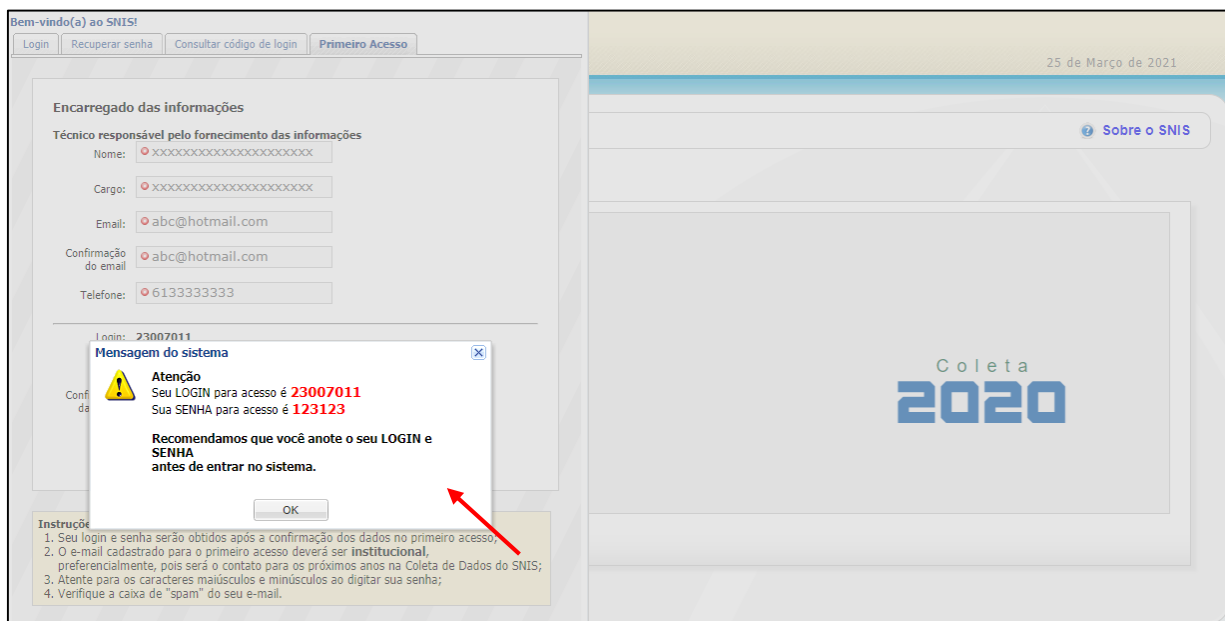 Bem-vindo(a) ao SNIS!
Login Recuperar senha Consultar código de login Primeiro Acesso
25 de Março de 2021
Sobre o SNIS
Encarregado das informações
Técnico responsável pelo fornecimento das informações
Nome: xxxxxxxxxxxxxxxxxxxxx
Cargo: xxxxxxxxxxxxxxxxxxxxx
Email: abc@hotmail.com
Confirmação
do email
abc@hotmail.com
Telefone: 6133333333
Login: 23007011
Mensagem do sistema
Atenção
Seu LOGIN para acesso é 23007011
Sua SENHA para acesso é 123123
Recomendamos que você anote o seu LOGIN e
SENHA
antes de entrar no sistema.
OK
Coleta
2020
1. Seu login e senha serão obtidos após a confirmação dos dados no primeiro acesso;
2. O e-mail cadastrado para o primeiro acesso deverá ser institucional,
preferencialmente, pois será o contato para os próximos anos na Coleta de Dados do SNIS;
3. Atente para os caracteres maiúsculos e minúsculos ao digitar sua senha;
4. Verifique a caixa de "spam" do seu e-mail.